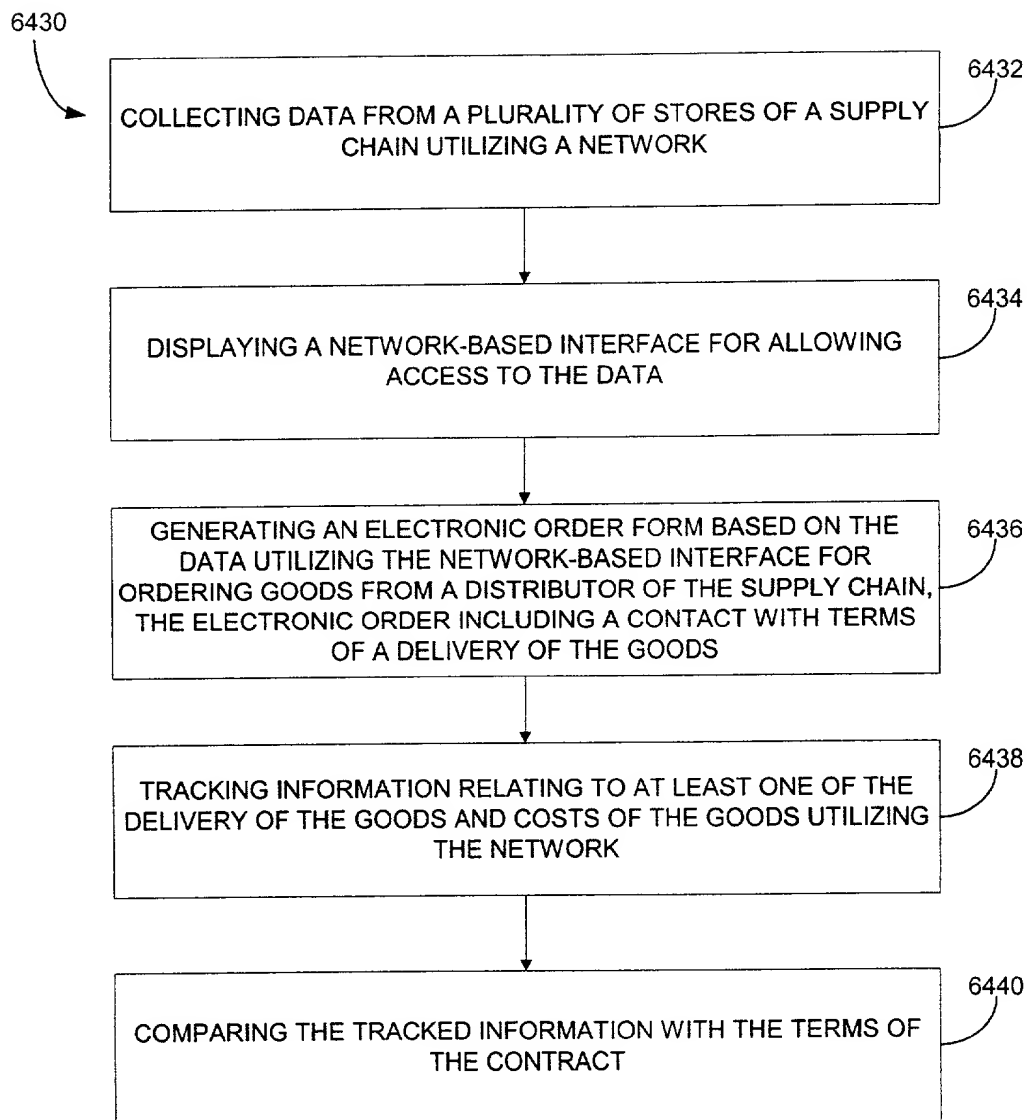 6430
6432
COLLECTING DATA FROM A PLURALITY OF STORES OF A SUPPLY
CHAIN UTILIZING A NETWORK
6434
DISPLAYING A NETWORK-BASED INTERFACE FOR ALLOWING
ACCESS TO THE DATA
6436
GENERATING AN ELECTRONIC ORDER FORM BASED ON THE
DATA UTILIZING THE NETWORK-BASED INTERFACE FOR
ORDERING GOODS FROM A DISTRIBUTOR OF THE SUPPLY CHAIN,
THE ELECTRONIC ORDER INCLUDING A CONTACT WITH TERMS
OF A DELIVERY OF THE GOODS
6438
TRACKING INFORMATION RELATING TO AT LEAST ONE OF THE
DELIVERY OF THE GOODS AND COSTS OF THE GOODS UTILIZING
THE NETWORK
6440
COMPARING THE TRACKED INFORMATION WITH THE TERMS OF
THE CONTRACT